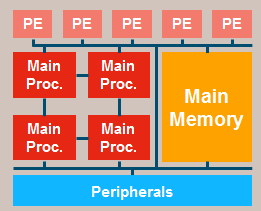 PE PE PE PE PE
Main Main
Proc. Proc.
Main
Memory
Main Main
Proc. Proc.
Peripherals